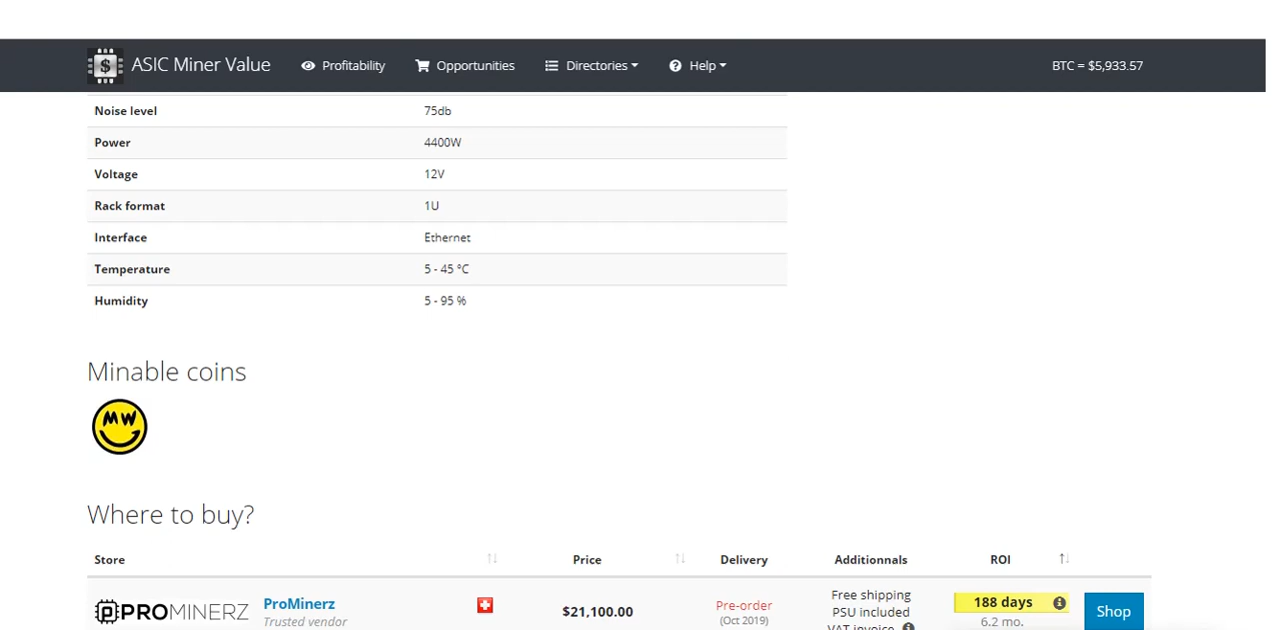 ASIC Miner Value Profitability Opportunities Directories Help BTC = $5,933.57
Noise level 75db
Power 4400W
Voltage 12V
Rack format 1U
Interface Ethernet
Temperature 5 - 45 °C
Humidity 5 - 95 %
Minable coins
MW
Where to buy?
Store Price Delivery Additionnals ROI
PROMINERZ ProMinerz $21,100.00 Pre-order Free shipping 188 days Shop
Trusted vendor (Oct 2019) PSU included 6.2 mo.
VAT invoice